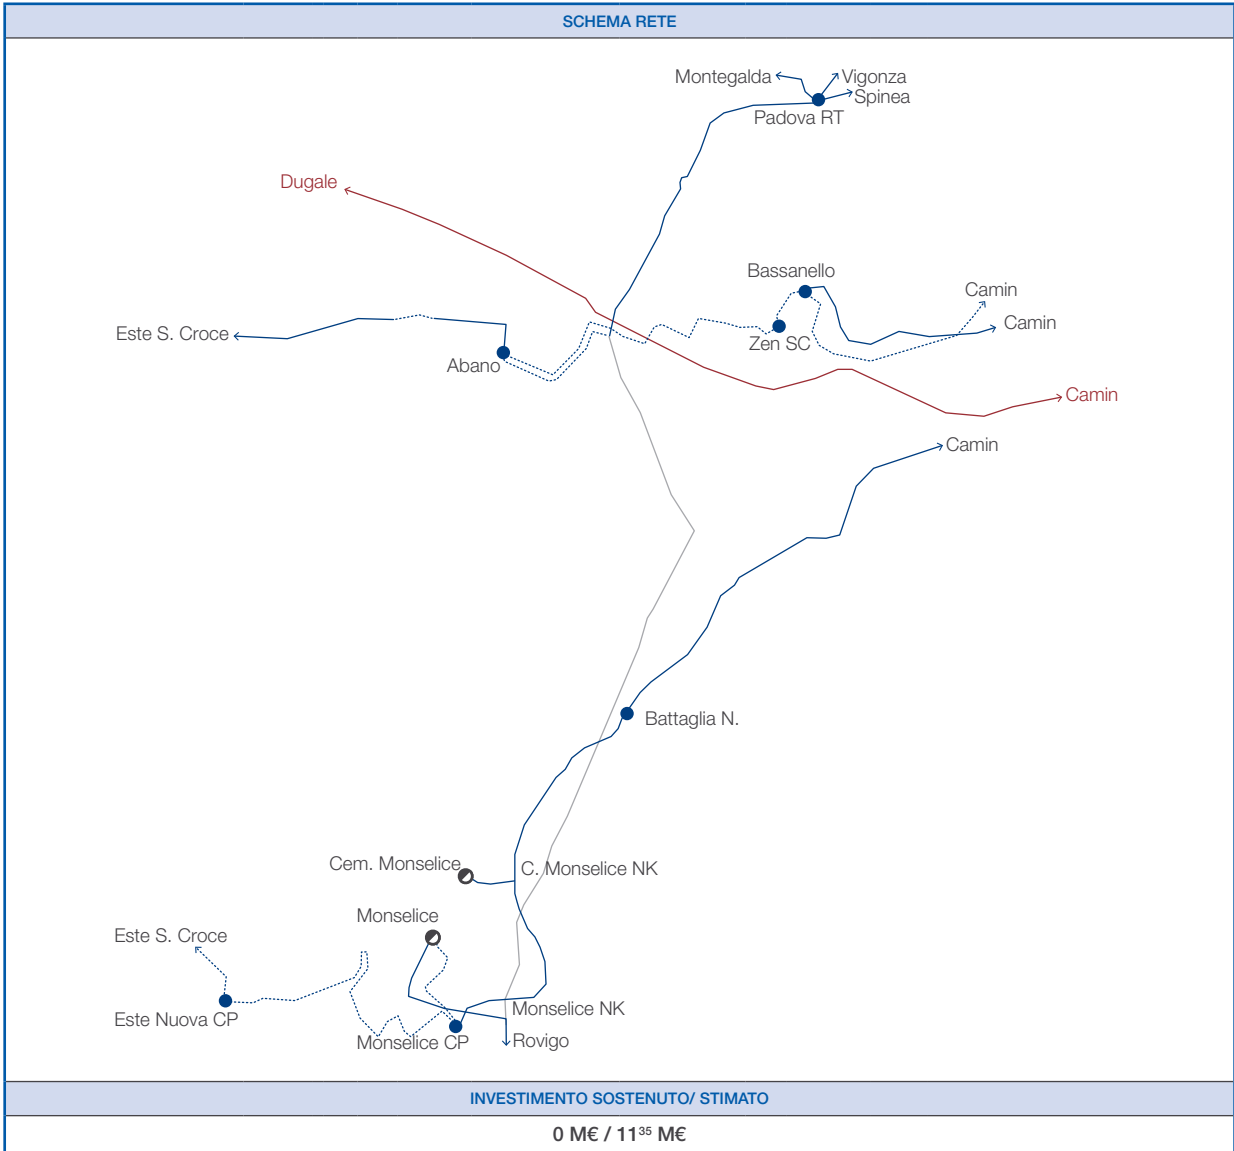 SCHEMA RETE
Montegalda
Vigonza
Spinea
Padova RT
Dugale
Bassanello
Camin
Camin
Este S. Croce
Zen SC
Abano
Camin
Camin
Battaglia N.
Cem. Monselice
C. Monselice NK
Monselice
Este S. Croce
Monselice NK
Este Nuova CP
Monselice CP
Rovigo
INVESTIMENTO SOSTENUTO/ STIMATO
0 M€ / 11³⁵ M€